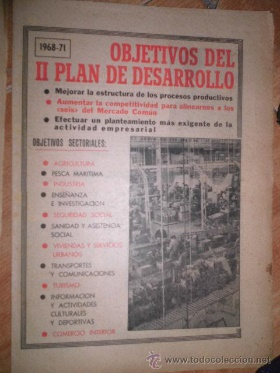 1968-71
OBJETIVOS DEL
II PLAN DE DESARROLLO
● Mejorar la estructura de los procesos productivos
● Aumentar la competitividad para alinearnos a los
«seis» del Mercado Común
● Efectuar un planteamiento más exigente de la
actividad empresarial
OBJETIVOS SECTORIALES:
● AGRICULTURA
● PESCA MARITIMA
● INDUSTRIA
● ENSEÑANZA
E INVESTIGACION
● SEGURIDAD SOCIAL
● SANIDAD Y ASISTENCIA
SOCIAL
● VIVIENDAS Y SERVICIOS
URBANOS
● TRANSPORTES
Y COMUNICACIONES
● TURISMO
● INFORMACION
Y ACTIVIDADES
CULTURALES
Y DEPORTIVAS
● COMERCIO INTERIOR
todocoleccion
www.todocoleccion.net